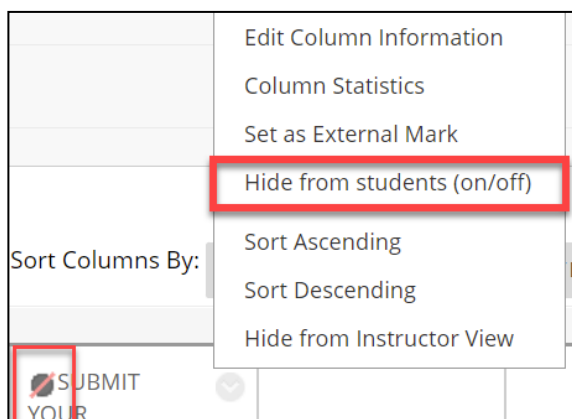 Edit Column Information
Column Statistics
Set as External Mark
Hide from students (on/off)
Sort Columns By:
Sort Ascending
Sort Descending
Hide from Instructor View
SUBMIT
YOUR